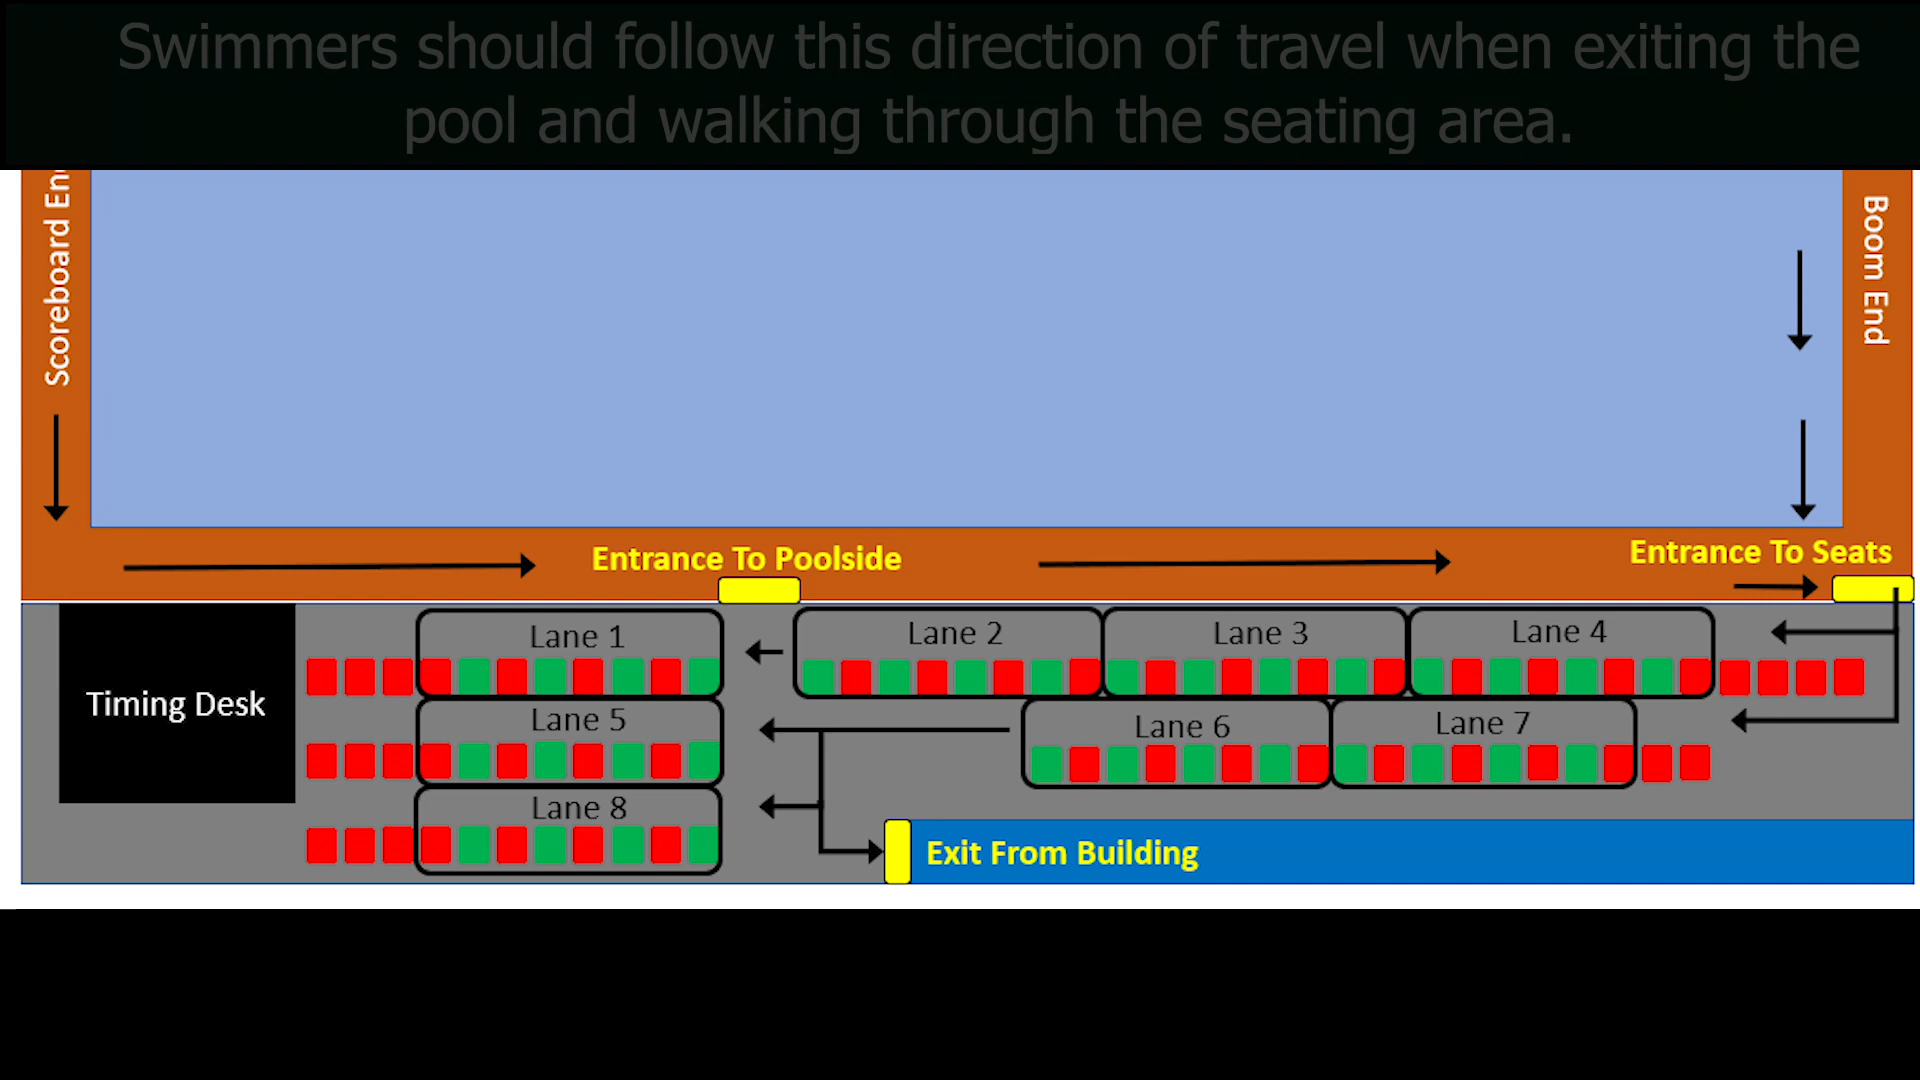 Swimmers should follow this direction of travel when exiting the
pool and walking through the seating area.
Scoreboard En
Boom End
Entrance To Poolside
Entrance To Seats
Timing Desk
Lane 1
Lane 2
Lane 3
Lane 4
Lane 5
Lane 6
Lane 7
Lane 8
Exit From Building